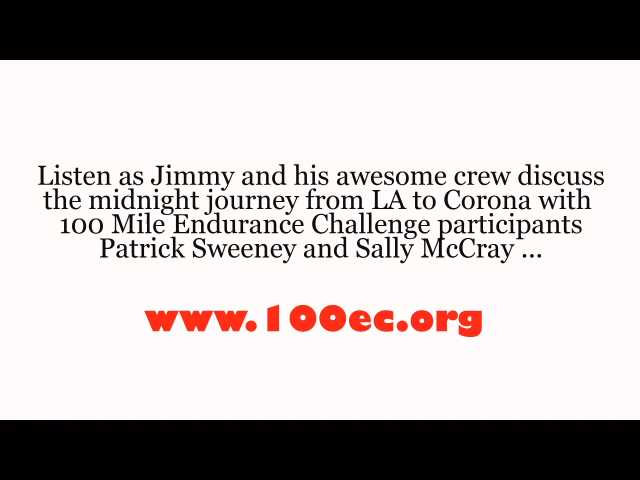 Listen as Jimmy and his awesome crew discuss
the midnight journey from LA to Corona with
100 Mile Endurance Challenge participants
Patrick Sweeney and Sally McCray ...
www.100ec.org